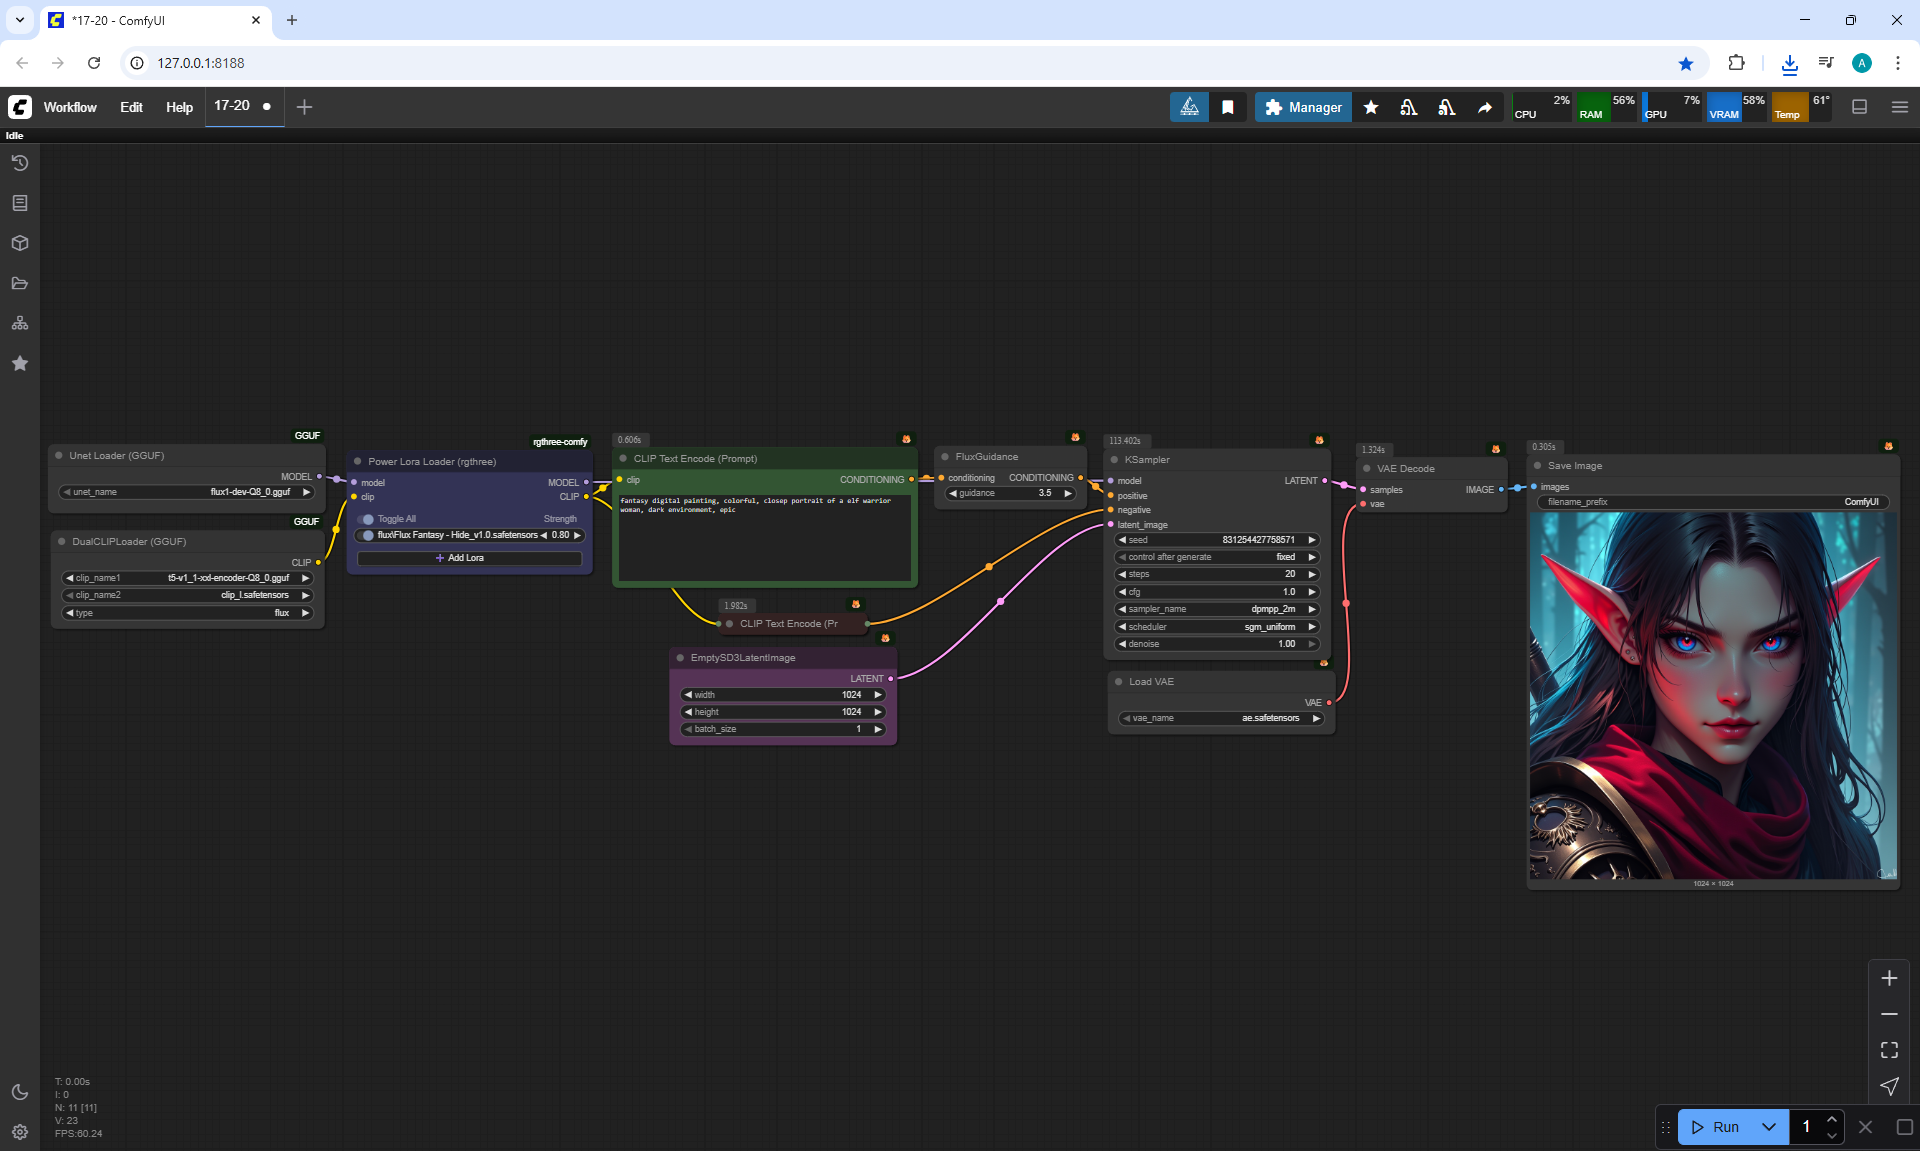 *17-20 - ComfyUI
127.0.0.1:8188
Workflow Edit Help 17-20
Manager
CPU 2% RAM 56% GPU 7% VRAM 58% Temp 61°
Idle
GGUF
Unet Loader (GGUF)
MODEL
unet_name flux1-dev-Q8_0.gguf
GGUF
DualCLIPLoader (GGUF)
CLIP
clip_name1 t5-v1_1-xxl-encoder-Q8_0.gguf
clip_name2 clip_l.safetensors
type flux
rgthree-comfy
Power Lora Loader (rgthree)
model MODEL
clip CLIP
Toggle All Strength
flux\Flux Fantasy - Hide_v1.0.safetensors 0.80
Add Lora
0.606s
CLIP Text Encode (Prompt)
clip CONDITIONING
fantasy digital painting, colorful, closep portrait of a elf warrior
woman, dark environment, epic
1.982s
CLIP Text Encode (Pr
EmptySD3LatentImage
LATENT
width 1024
height 1024
batch_size 1
FluxGuidance
conditioning CONDITIONING
guidance 3.5
113.402s
KSampler
model LATENT
positive
negative
latent_image
seed 831254427758571
control after generate fixed
steps 20
cfg 1.0
sampler_name dpmpp_2m
scheduler sgm_uniform
denoise 1.00
Load VAE
VAE
vae_name ae.safetensors
1.324s
VAE Decode
samples IMAGE
vae
0.305s
Save Image
images
filename_prefix ComfyUI
1024 × 1024
T: 0.00s
I: 0
N: 11 [11]
V: 23
FPS:60.24
Run 1
A